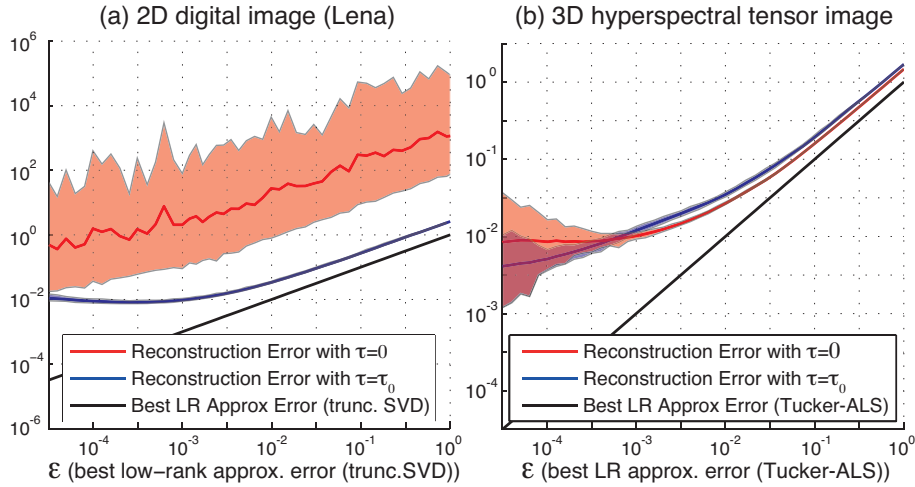 (a) 2D digital image (Lena)
10^6
10^4
10^2
10^0
10^-2
10^-4
10^-6
Reconstruction Error with τ=0
Reconstruction Error with τ=τ_0
Best LR Approx Error (trunc. SVD)
10^-4 10^-3 10^-2 10^-1 10^0
ε (best low-rank approx. error (trunc.SVD))
(b) 3D hyperspectral tensor image
10^0
10^-1
10^-2
10^-3
10^-4
Reconstruction Error with τ=0
Reconstruction Error with τ=τ_0
Best LR Approx Error (Tucker-ALS)
10^-4 10^-3 10^-2 10^-1 10^0
ε (best LR approx. error (Tucker-ALS))